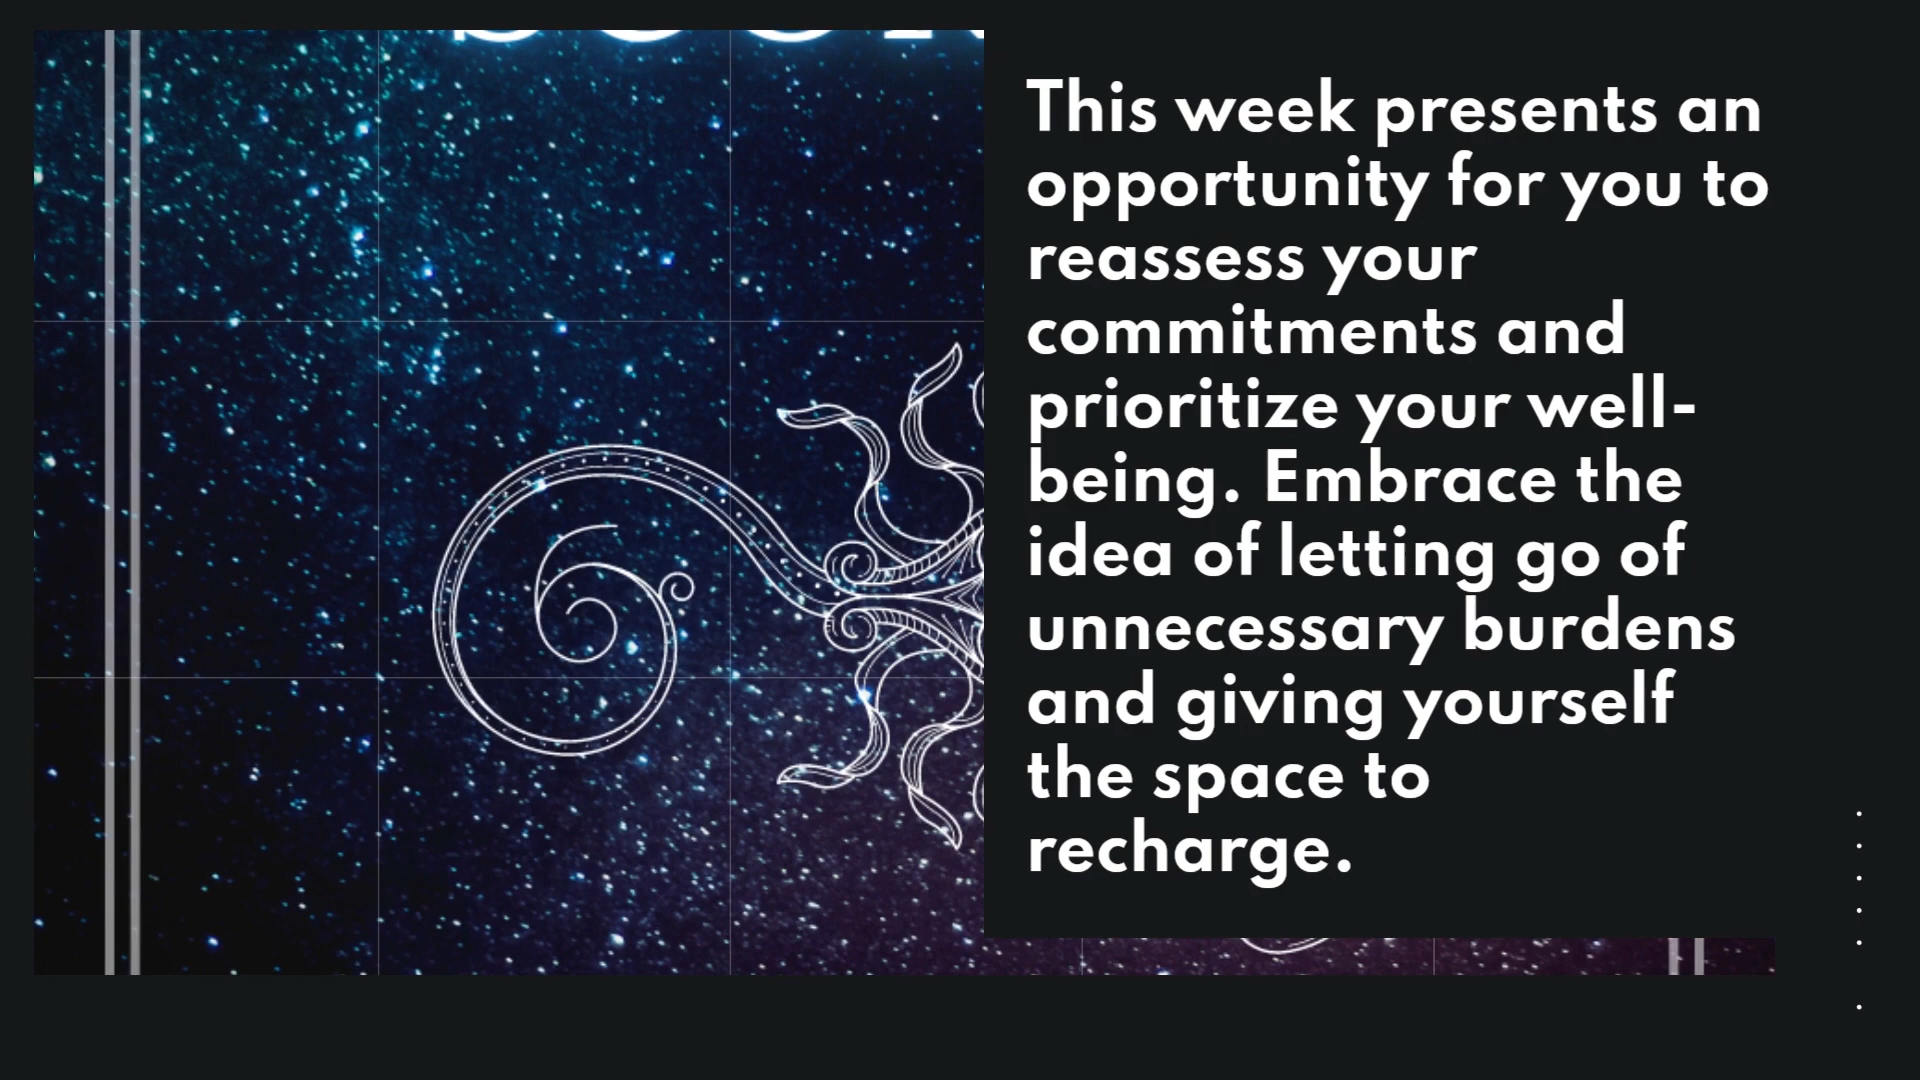 This week presents an
opportunity for you to
reassess your
commitments and
prioritize your well-
being. Embrace the
idea of letting go of
unnecessary burdens
and giving yourself
the space to
recharge.